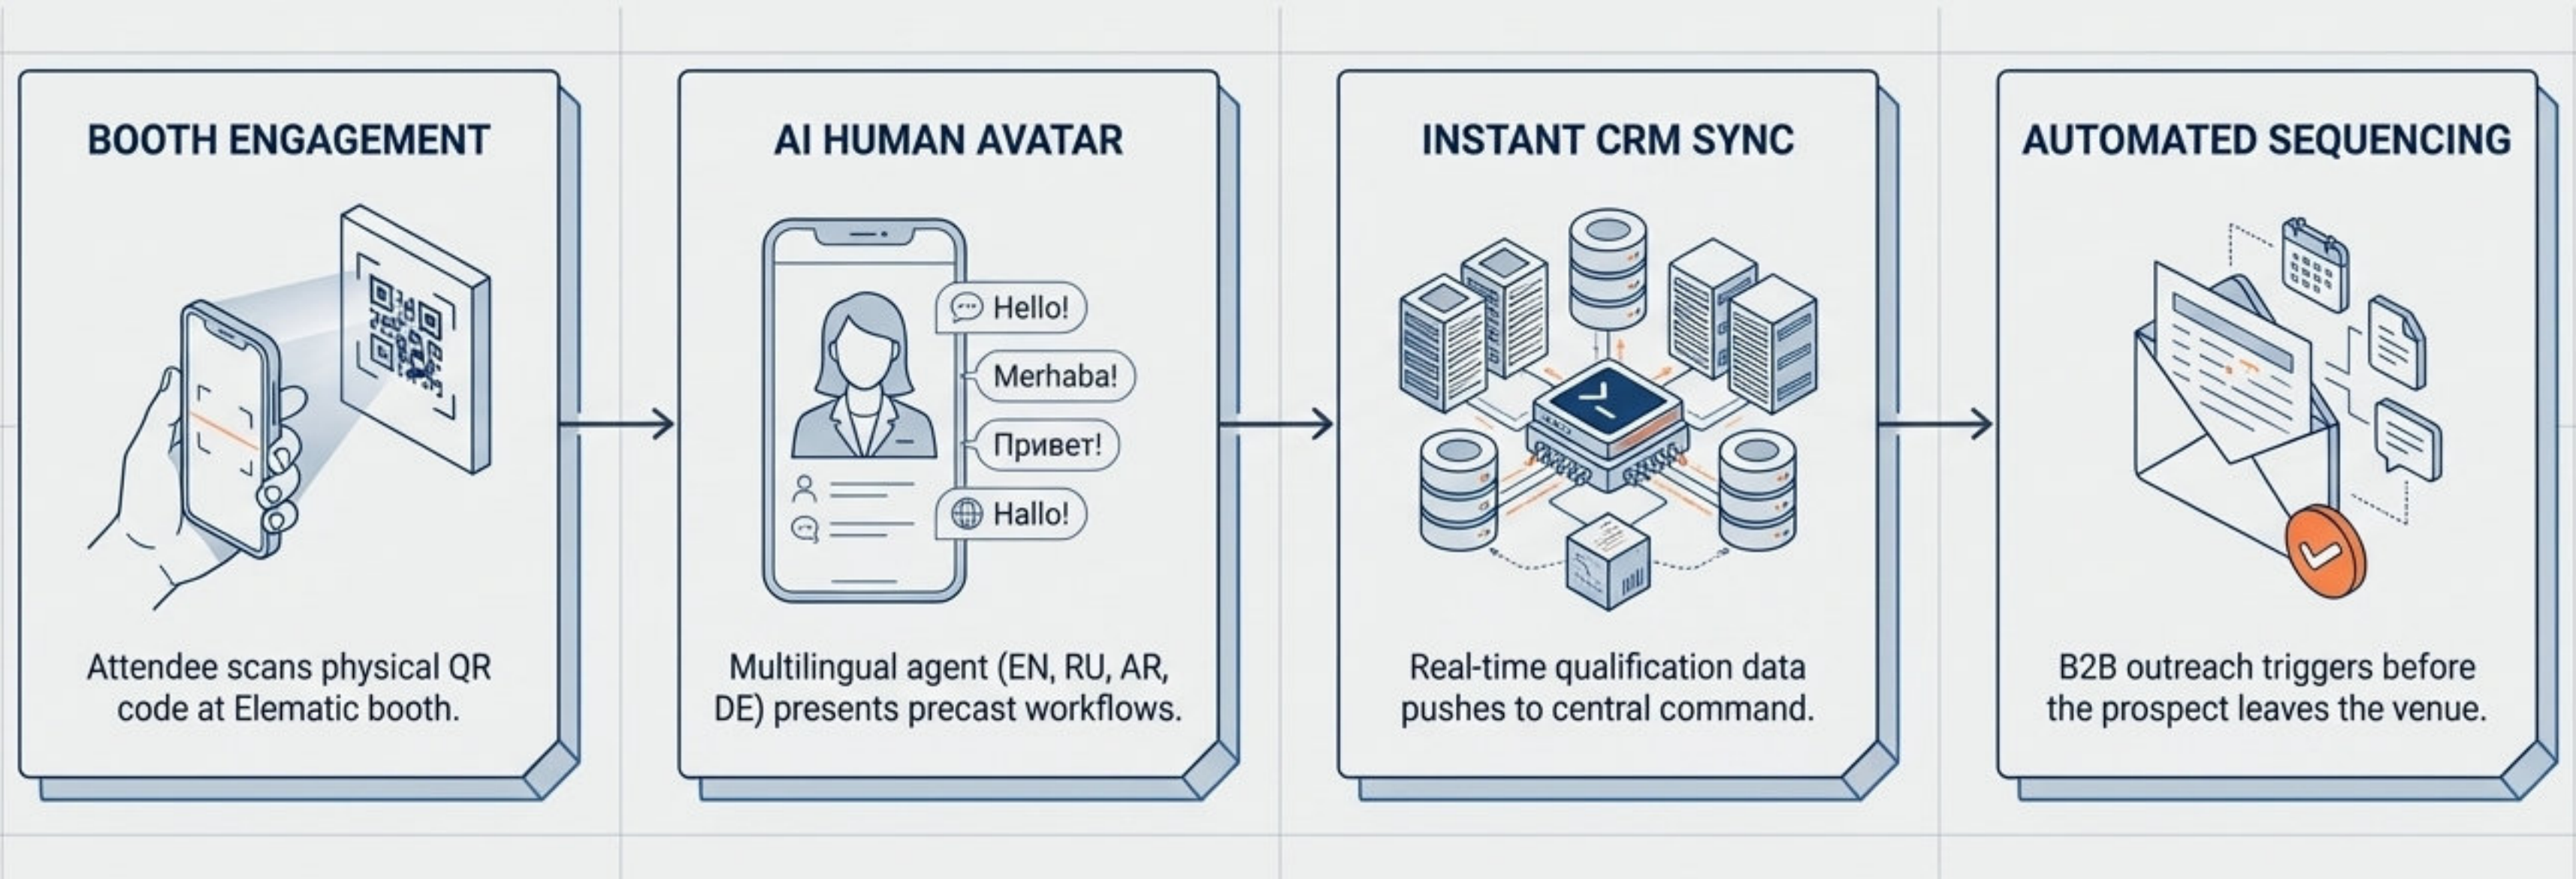 BOOTH ENGAGEMENT
Attendee scans physical QR
code at Elematic booth.
AI HUMAN AVATAR
Hello!
Merhaba!
Привет!
Hallo!
Multilingual agent (EN, RU, AR,
DE) presents precast workflows.
INSTANT CRM SYNC
Real-time qualification data
pushes to central command.
AUTOMATED SEQUENCING
B2B outreach triggers before
the prospect leaves the venue.